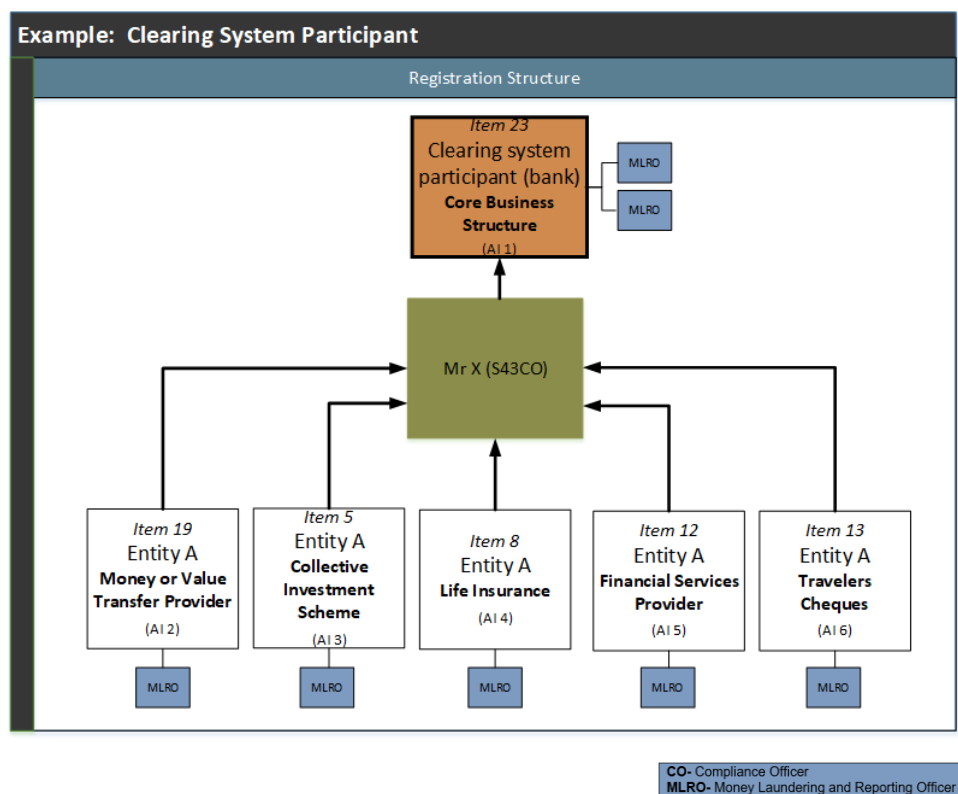 Example: Clearing System Participant
Registration Structure
Item 23
Clearing system
participant (bank)
Core Business
Structure
(AI 1)
MLRO
MLRO
Mr X (S43CO)
Item 19
Entity A
Money or Value
Transfer Provider
(AI 2)
MLRO
Item 5
Entity A
Collective
Investment
Scheme
(AI 3)
MLRO
Item 8
Entity A
Life Insurance
(AI 4)
MLRO
Item 12
Entity A
Financial Services
Provider
(AI 5)
MLRO
Item 13
Entity A
Travelers
Cheques
(AI 6)
MLRO
CO- Compliance Officer
MLRO- Money Laundering and Reporting Officer